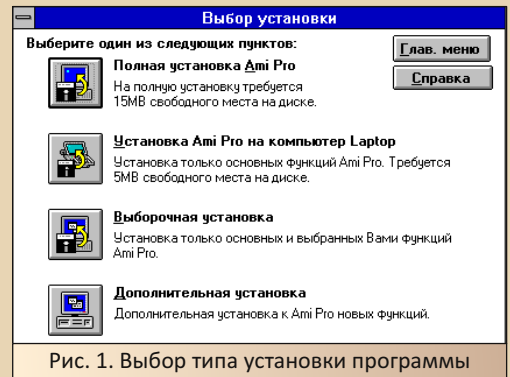 Выбор установки
Выберите один из следующих пунктов:
Глав. меню
Справка
Полная установка Ami Pro
На полную установку требуется
15МВ свободного места на диске.
Установка Ami Pro на компьютер Laptop
Установка только основных функций Ami Pro. Требуется
5МВ свободного места на диске.
Выборочная установка
Установка только основных и выбранных Вами функций
Ami Pro.
Дополнительная установка
Дополнительная установка к Ami Pro новых функций.
Рис. 1. Выбор типа установки программы